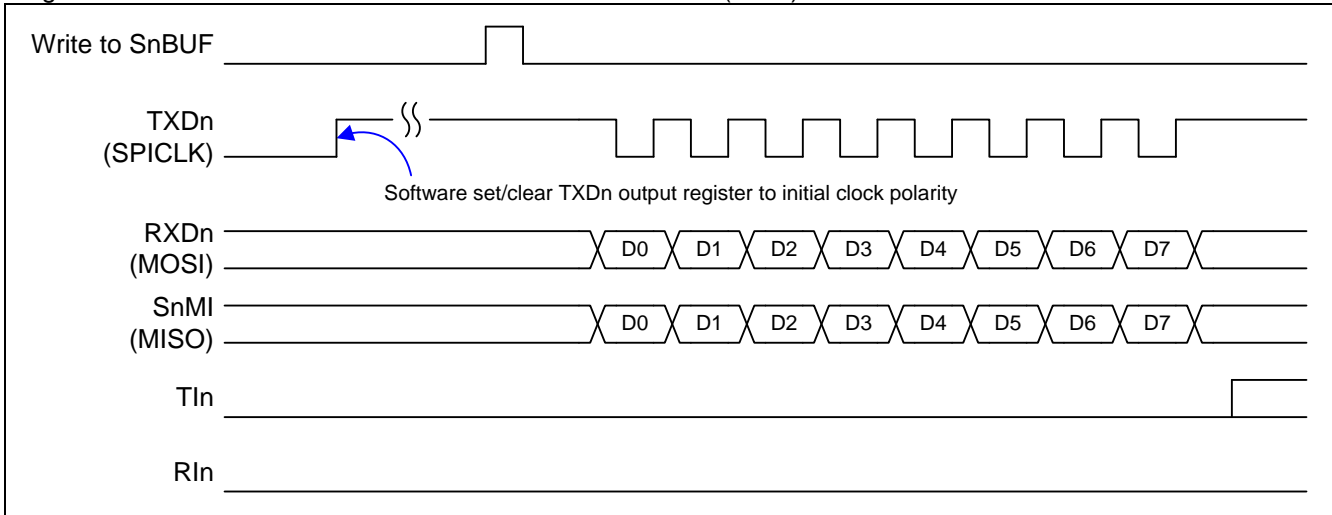 Write to SnBUF
TXDn
(SPICLK)
Software set/clear TXDn output register to initial clock polarity
RXDn
(MOSI)
D0 D1 D2 D3 D4 D5 D6 D7
SnMI
(MISO)
D0 D1 D2 D3 D4 D5 D6 D7
TIn
RIn